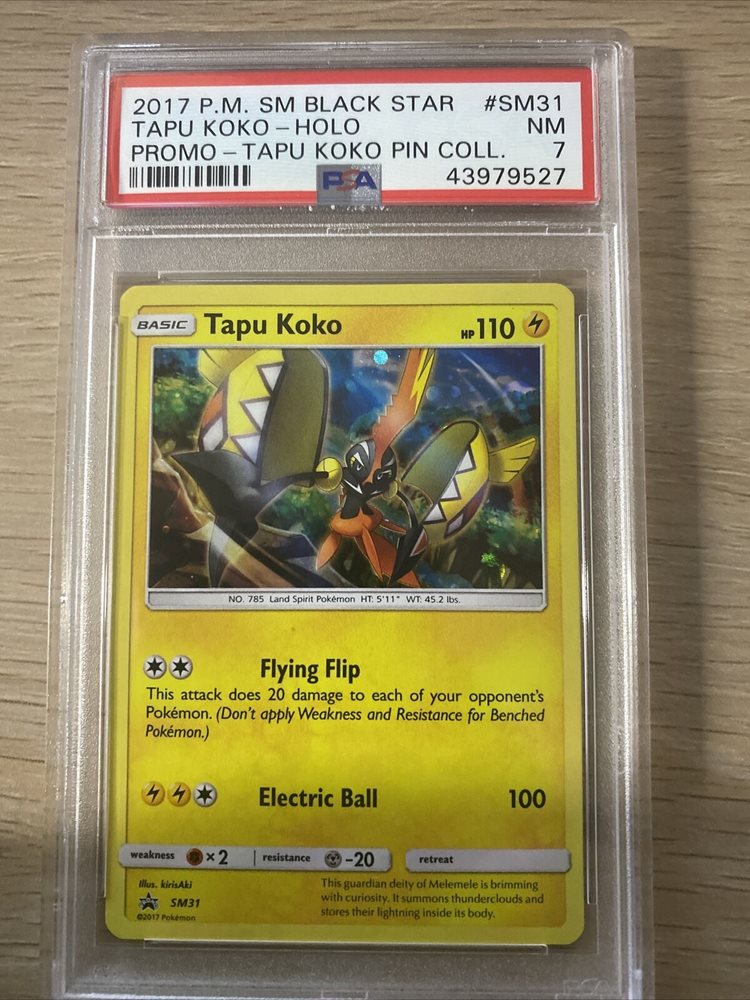 2017 P.M. SM BLACK STAR #SM31
TAPU KOKO - HOLO NM
PROMO - TAPU KOKO PIN COLL. 7
PSA 43979527
BASIC Tapu Koko HP 110
NO. 785 Land Spirit Pokémon HT: 5'11" WT: 45.2 lbs.
Flying Flip
This attack does 20 damage to each of your opponent's
Pokémon. (Don't apply Weakness and Resistance for Benched
Pokémon.)
Electric Ball 100
weakness ×2 resistance -20 retreat
Illus. kirisAki
SM31
©2017 Pokémon
This guardian deity of Melemele is brimming
with curiosity. It summons thunderclouds and
stores their lightning inside its body.